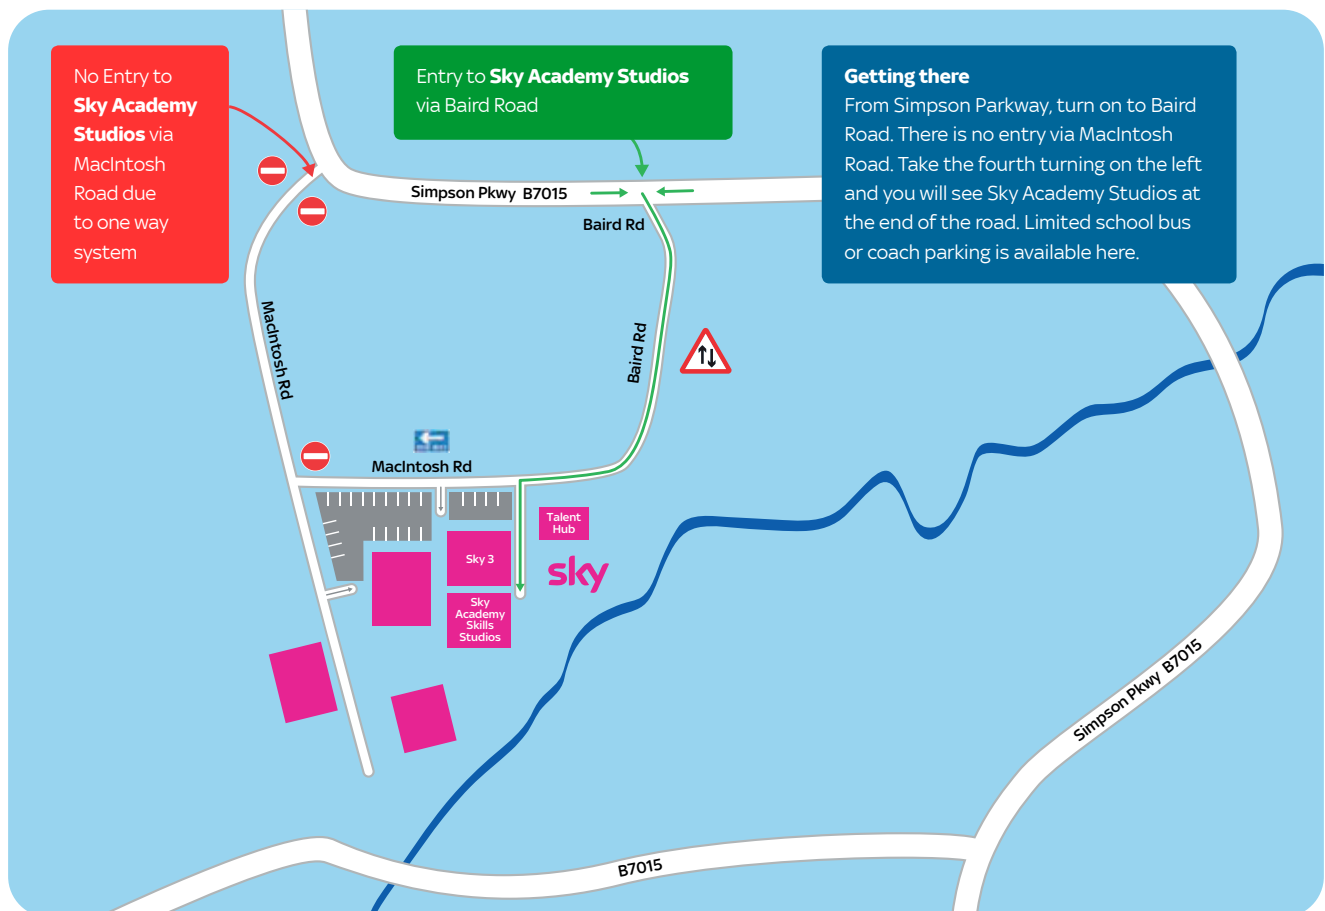 No Entry to
Sky Academy
Studios via
MacIntosh
Road due
to one way
system
Entry to Sky Academy Studios
via Baird Road
Getting there
From Simpson Parkway, turn on to Baird
Road. There is no entry via MacIntosh
Road. Take the fourth turning on the left
and you will see Sky Academy Studios at
the end of the road. Limited school bus
or coach parking is available here.
Simpson Pkwy B7015
Baird Rd
MacIntosh Rd
Baird Rd
MacIntosh Rd
Talent
Hub
Sky 3
sky
Sky
Academy
Skills
Studios
Simpson Pkwy B7015
B7015